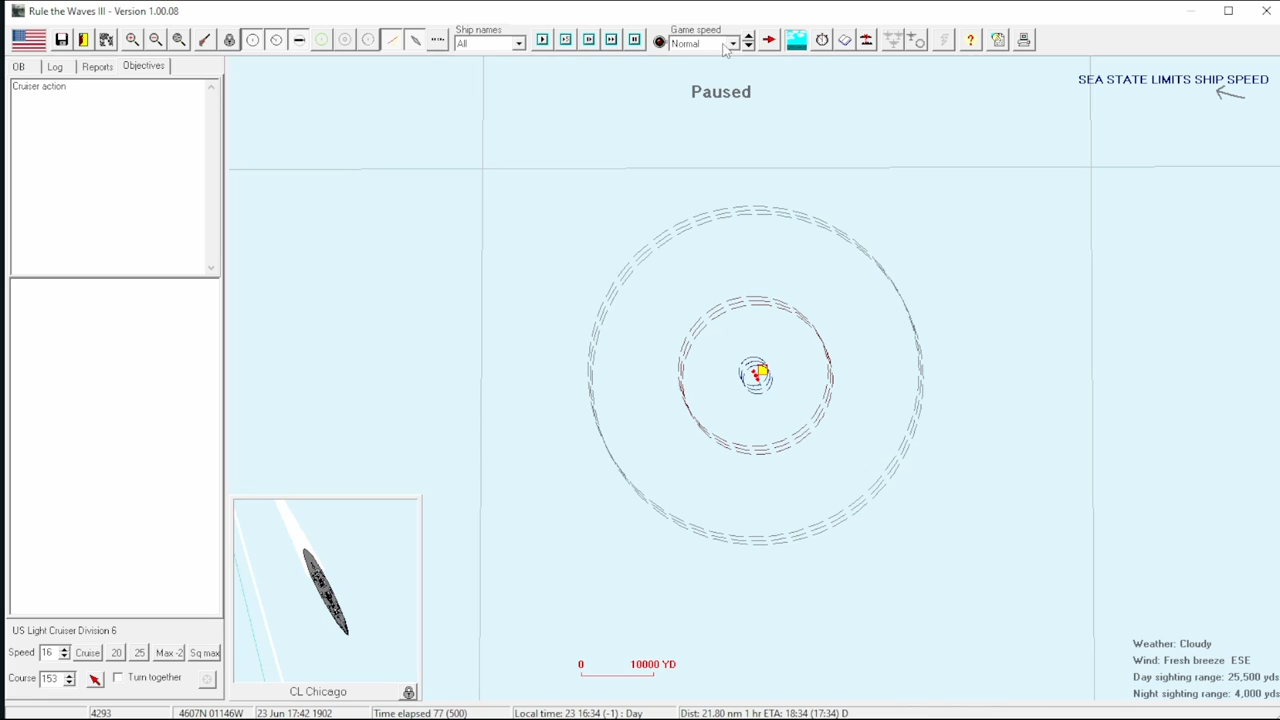 Rule the Waves III - Version 1.00.08
Ship names
All
Game speed
Normal
OB Log Reports Objectives
Cruiser action
Paused
SEA STATE LIMITS SHIP SPEED
US Light Cruiser Division 6
Speed 16 Cruise 20 25 Max -2 Sq max
Course 153 Turn together
CL Chicago
0 10000 YD
Weather: Cloudy
Wind: Fresh breeze ESE
Day sighting range: 25,500 yds
Night sighting range: 4,000 yds
4293 4607N 01146W 23 Jun 17:42 1902 Time elapsed 77 (500) Local time: 23 16:34 (-1) : Day Dist: 21.80 nm 1 hr ETA: 18:34 (17:34) D